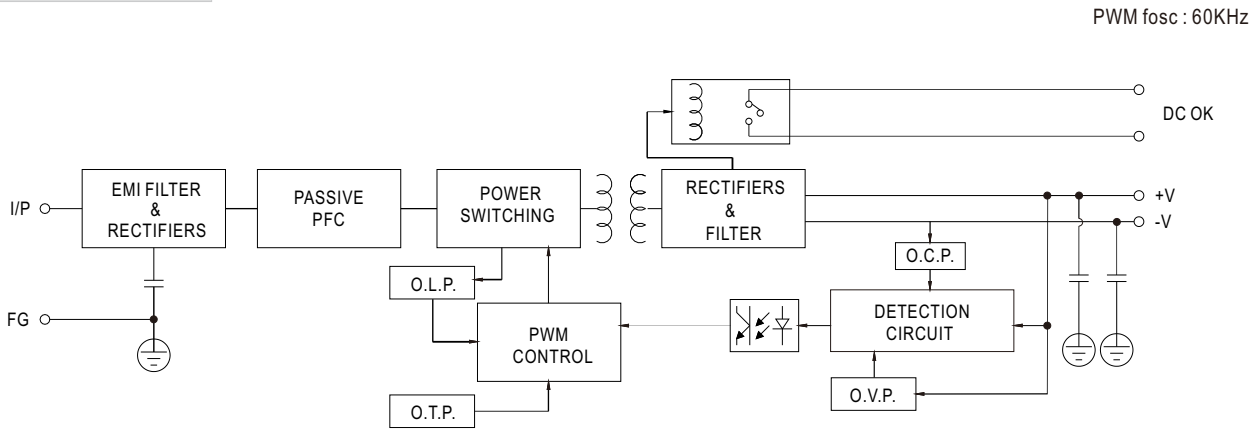 PWM fosc : 60KHz
DC OK
I/P
EMI FILTER
&
RECTIFIERS
PASSIVE
PFC
POWER
SWITCHING
RECTIFIERS
&
FILTER
+V
-V
O.C.P.
O.L.P.
FG
PWM
CONTROL
DETECTION
CIRCUIT
O.V.P.
O.T.P.